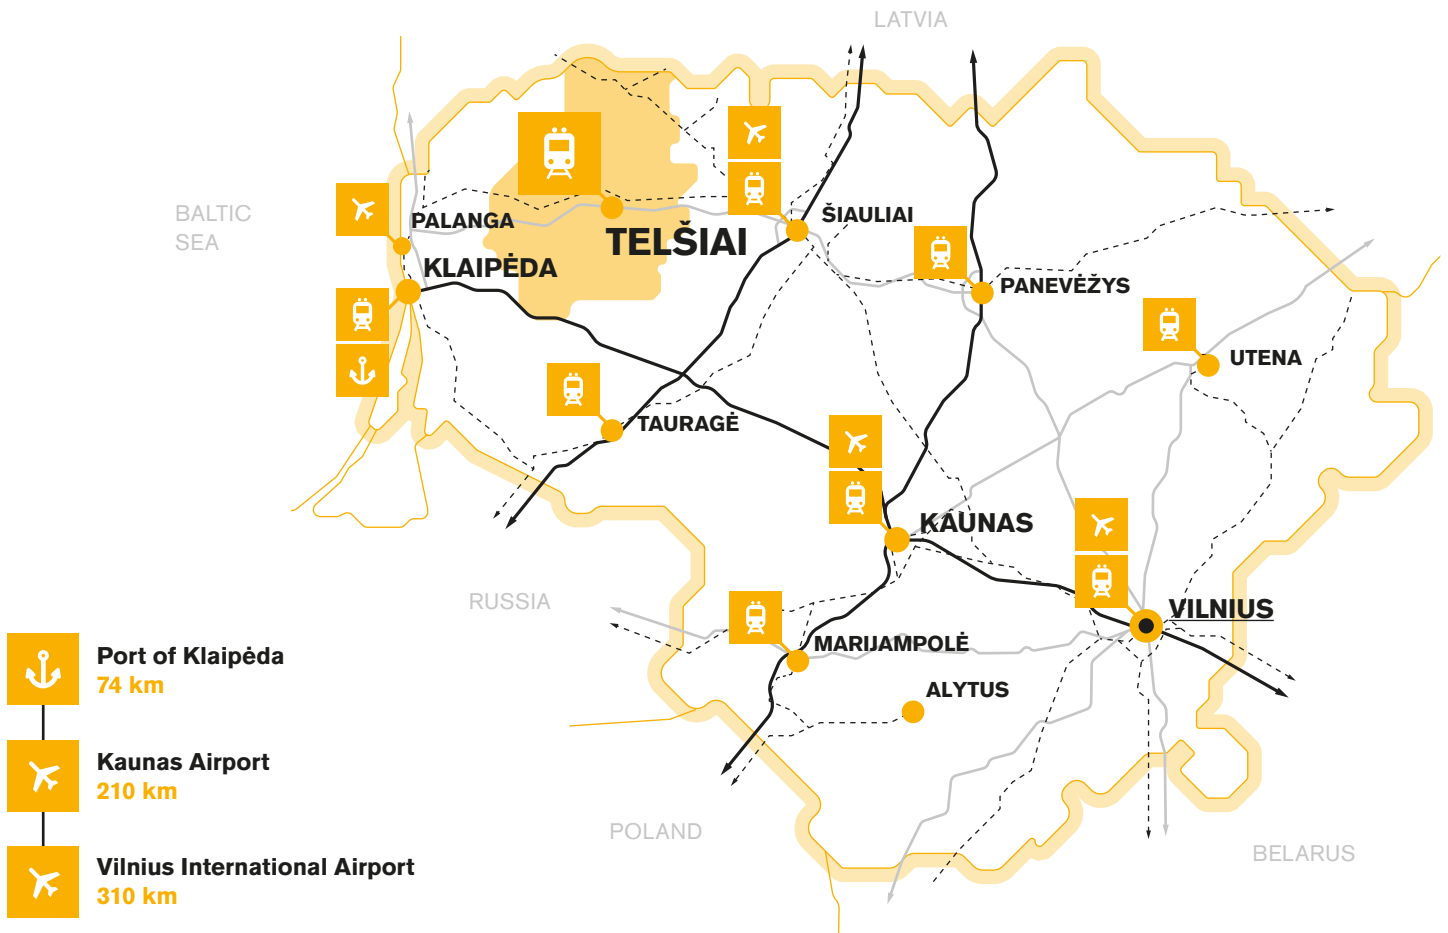 LATVIA
BALTIC
SEA
PALANGA
ŠIAULIAI
TELŠIAI
KLAIPĖDA
PANEVĖŽYS
UTENA
TAURAGĖ
KAUNAS
RUSSIA
VILNIUS
MARIJAMPOLĖ
ALYTUS
POLAND
BELARUS
Port of Klaipėda
74 km
Kaunas Airport
210 km
Vilnius International Airport
310 km